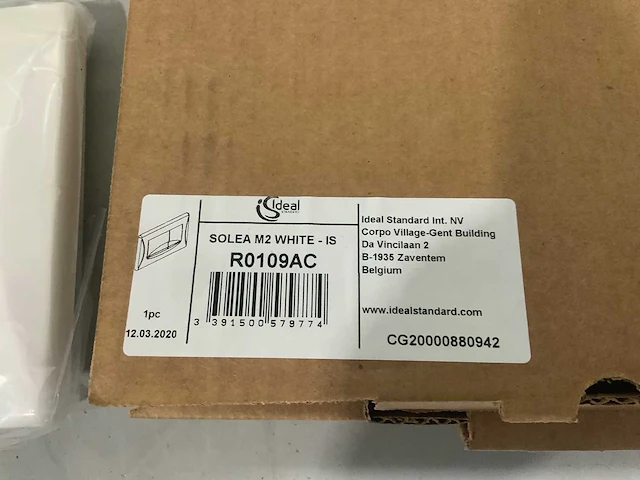 Ideal
STANDARD
SOLEA M2 WHITE - IS
R0109AC
3 391500 579774
1pc
12.03.2020
Ideal Standard Int. NV
Corpo Village-Gent Building
Da Vincilaan 2
B-1935 Zaventem
Belgium
www.idealstandard.com
CG20000880942